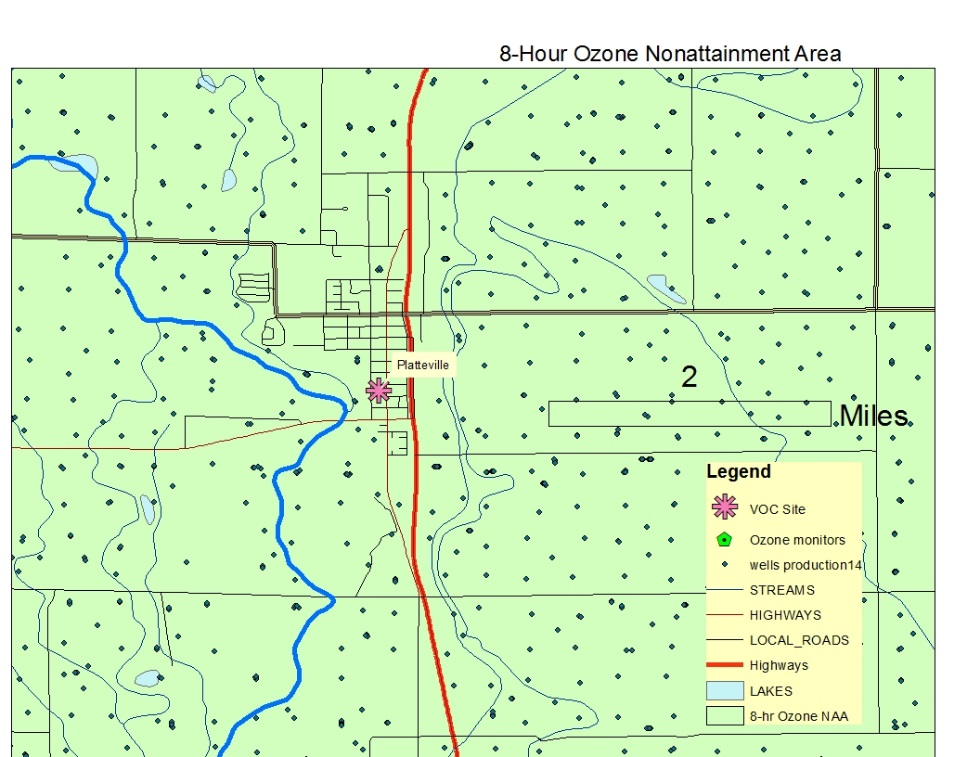 8-Hour Ozone Nonattainment Area
Platteville
2
Miles
Legend
VOC Site
Ozone monitors
wells production14
STREAMS
HIGHWAYS
LOCAL_ROADS
Highways
LAKES
8-hr Ozone NAA